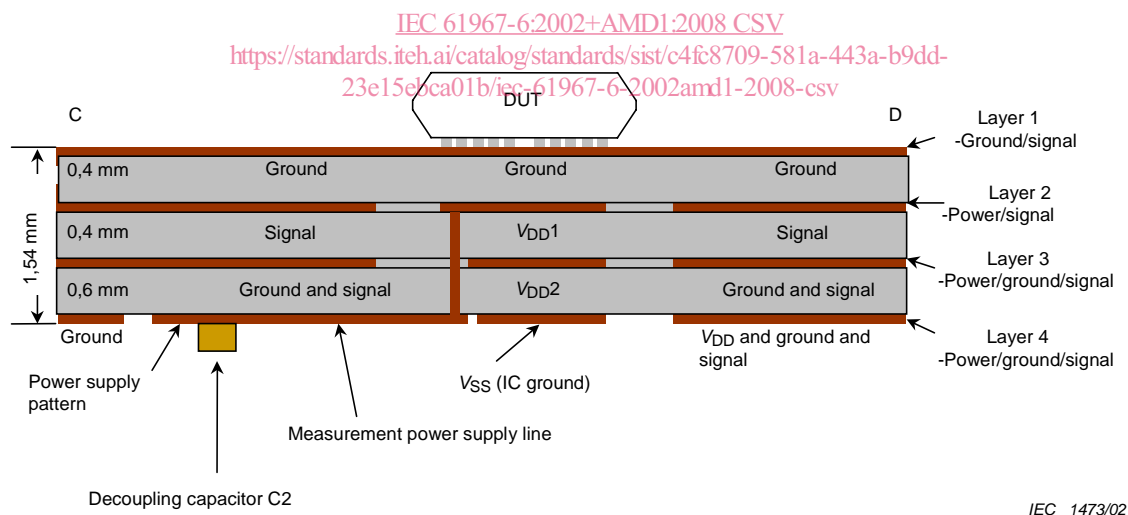 IEC 61967-6:2002+AMD1:2008 CSV
https://standards.iteh.ai/catalog/standards/sist/c4fc8709-581a-443a-b9dd-
23e15ebca01b/iec-61967-6-2002amd1-2008-csv
DUT
C
D
Layer 1
-Ground/signal
0,4 mm
Ground
Ground
Ground
Layer 2
-Power/signal
1,54 mm
0,4 mm
Signal
VDD1
Signal
Layer 3
-Power/ground/signal
0,6 mm
Ground and signal
VDD2
Ground and signal
Layer 4
-Power/ground/signal
Ground
VDD and ground and
signal
Power supply
pattern
VSS (IC ground)
Measurement power supply line
Decoupling capacitor C2
IEC 1473/02